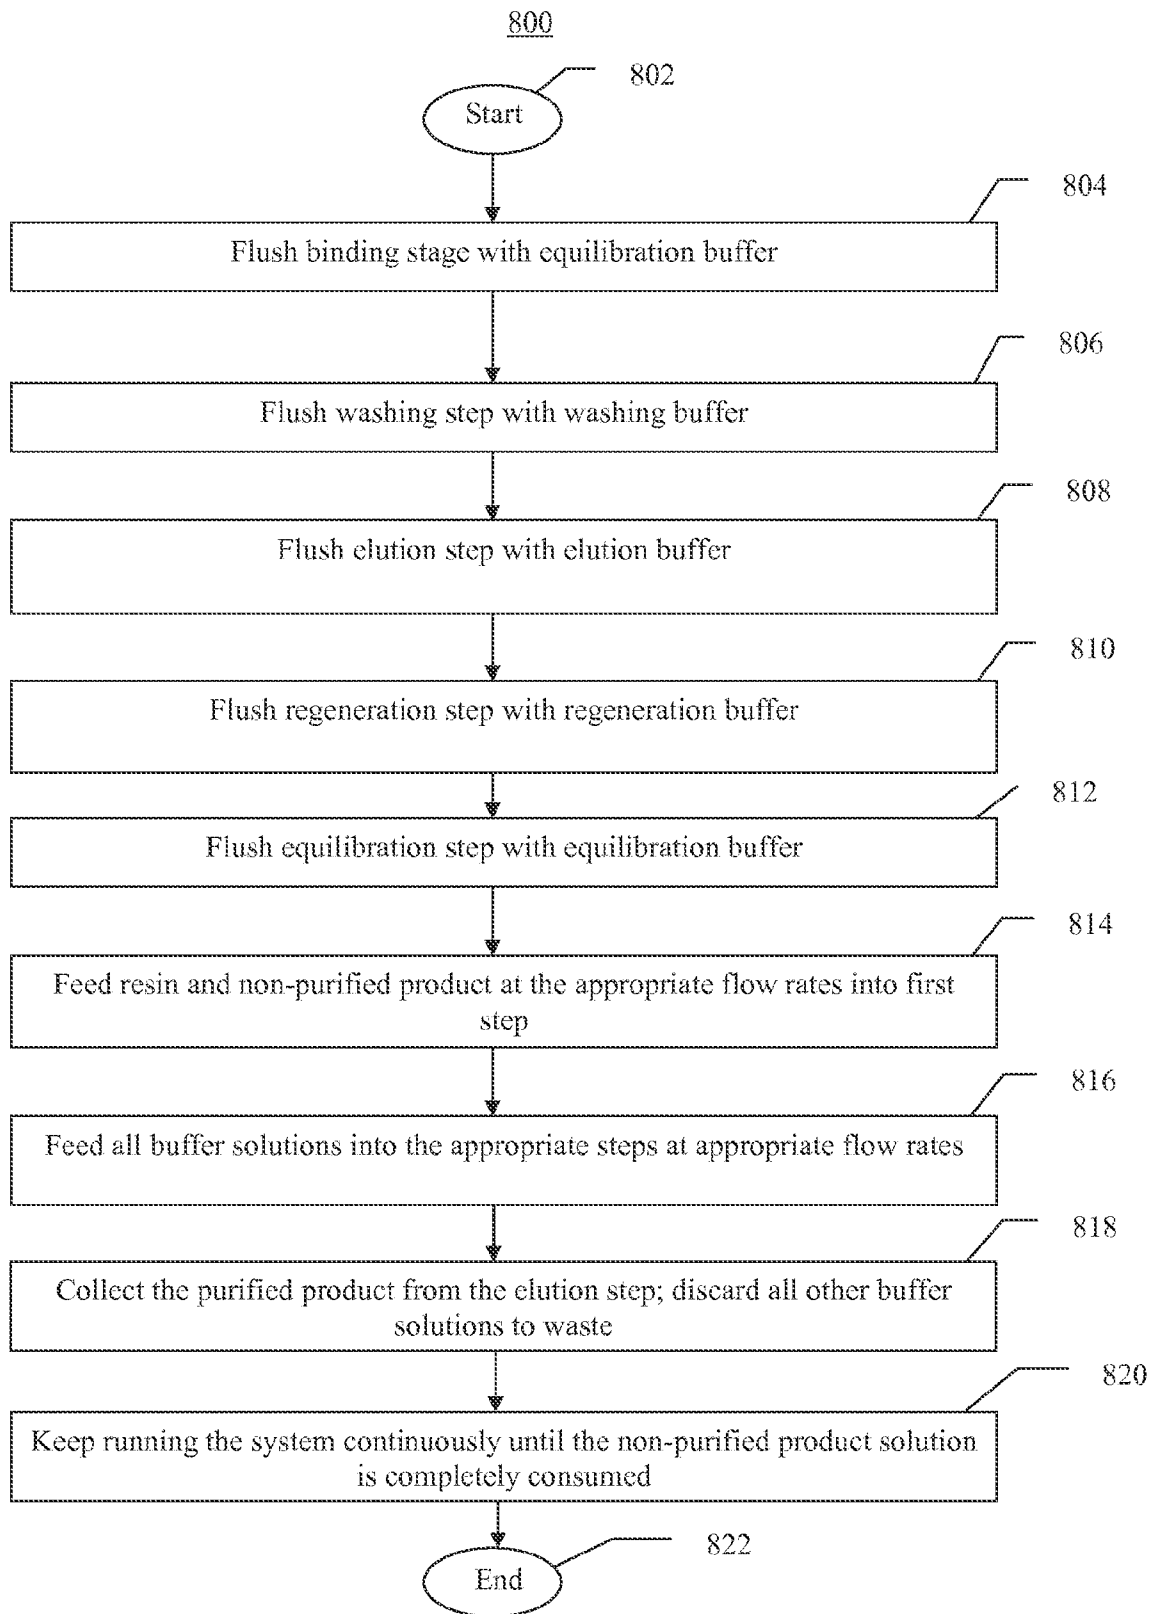 800
802
Start
804
Flush binding stage with equilibration buffer
806
Flush washing step with washing buffer
808
Flush elution step with elution buffer
810
Flush regeneration step with regeneration buffer
812
Flush equilibration step with equilibration buffer
814
Feed resin and non-purified product at the appropriate flow rates into first
step
816
Feed all buffer solutions into the appropriate steps at appropriate flow rates
818
Collect the purified product from the elution step; discard all other buffer
solutions to waste
820
Keep running the system continuously until the non-purified product solution
is completely consumed
822
End